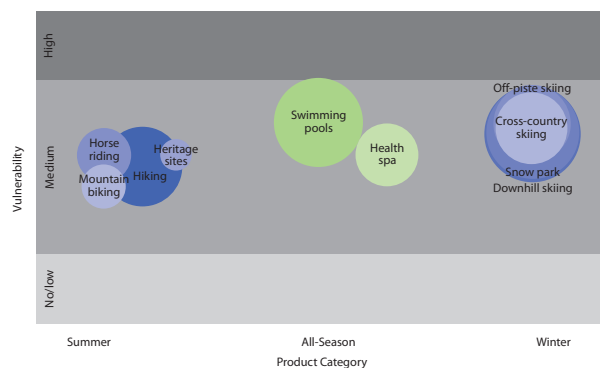 High
Medium
No/low
Vulnerability
Off-piste skiing
Swimming
pools
Cross-country
skiing
Horse
riding
Heritage
sites
Health
spa
Mountain
biking
Hiking
Snow park
Downhill skiing
Summer
All-Season
Winter
Product Category